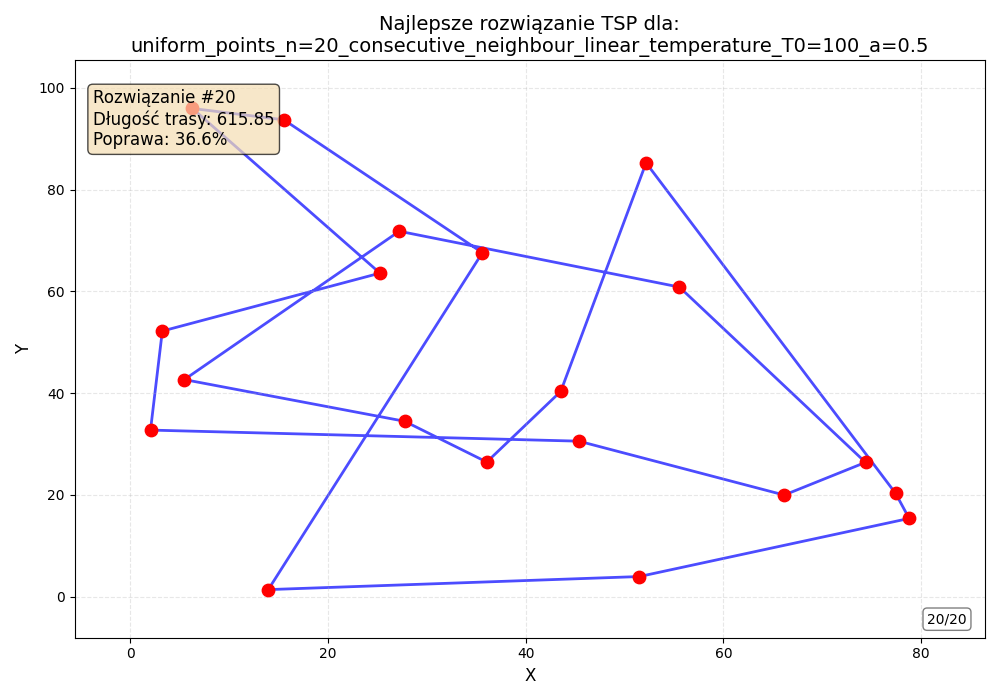 Najlepsze rozwiązanie TSP dla:
uniform_points_n=20_consecutive_neighbour_linear_temperature_T0=100_a=0.5
Rozwiązanie #20
Długość trasy: 615.85
Poprawa: 36.6%
100
80
60
40
20
0
Y
20/20
0
20
40
60
80
X